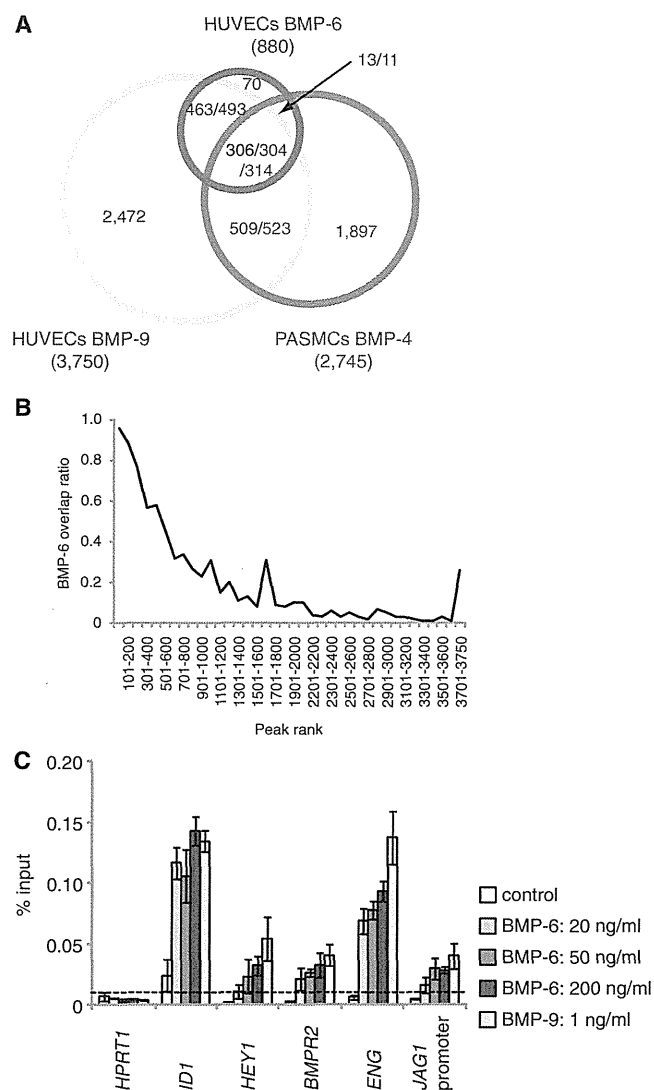 A
HUVECs BMP-6
(880)
13/11
70
463/493
306/304
/314
2,472
509/523
1,897
HUVECs BMP-9
(3,750)
PASMCs BMP-4
(2,745)
B
BMP-6 overlap ratio
1.0
0.8
0.6
0.4
0.2
0
101-200
301-400
501-600
701-800
901-1000
1101-1200
1301-1400
1501-1600
1701-1800
1901-2000
2201-2200
2301-2400
2501-2600
2701-2800
2901-3000
3101-3200
3301-3400
3501-3600
3701-3750
Peak rank
C
% input
0.20
0.15
0.10
0.05
0
HPRT1
ID1
HEY1
BMPR2
ENG
JAG1
promoter
control
BMP-6: 20 ng/ml
BMP-6: 50 ng/ml
BMP-6: 200 ng/ml
BMP-9: 1 ng/ml